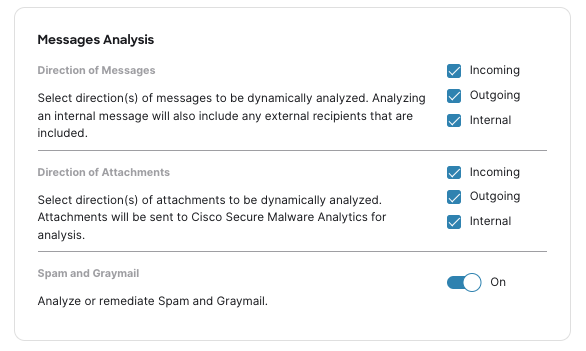 Messages Analysis
Direction of Messages
Select direction(s) of messages to be dynamically analyzed. Analyzing
an internal message will also include any external recipients that are
included.
Incoming
Outgoing
Internal
Direction of Attachments
Select direction(s) of attachments to be dynamically analyzed.
Attachments will be sent to Cisco Secure Malware Analytics for
analysis.
Incoming
Outgoing
Internal
Spam and Graymail
Analyze or remediate Spam and Graymail.
On